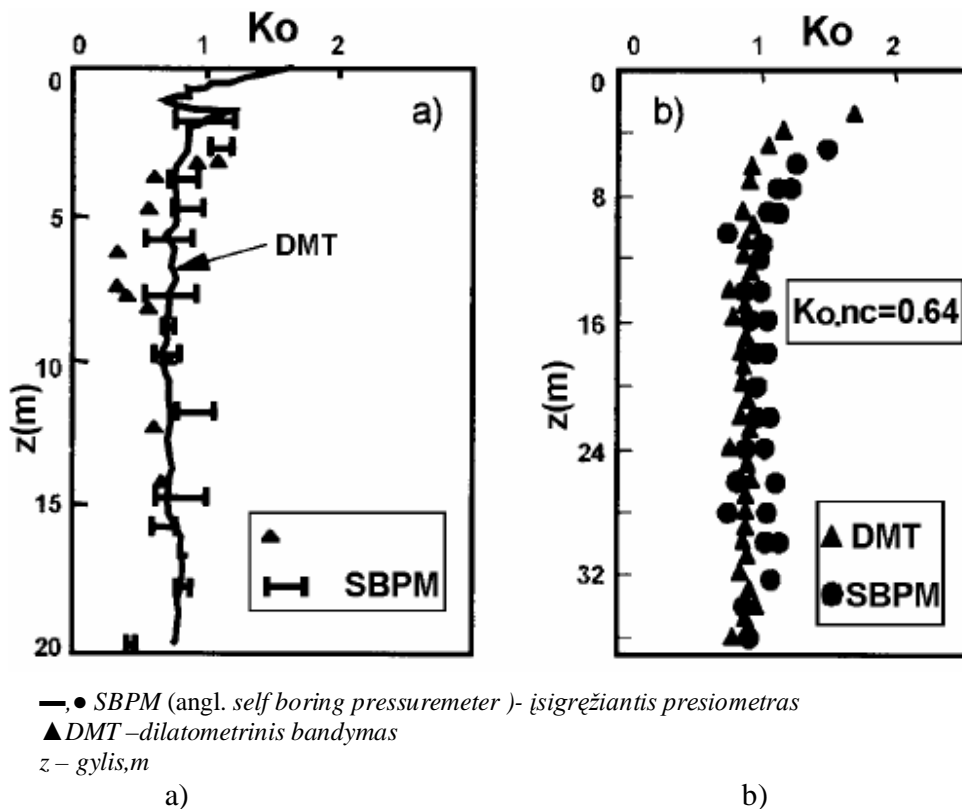 Ko
0 1 2
0
5
10
15
20
z(m)
a)
DMT
SBPM
Ko
0 1 2
0
8
16
24
32
z(m)
b)
Ko,nc=0.64
DMT
SBPM
━,● SBPM (angl. self boring pressuremeter )- įsigręžiantis presiometras
▲DMT –dilatometrinis bandymas
z – gylis,m
a) b)